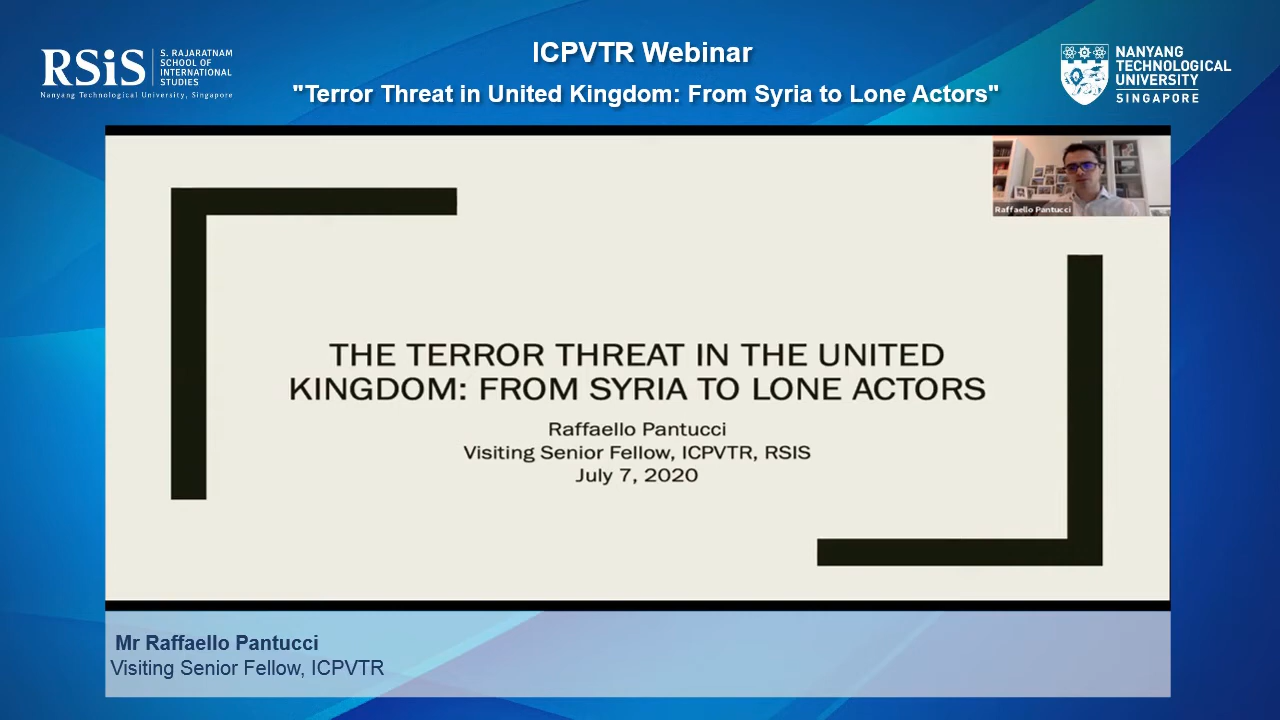 RSiS
S. RAJARATNAM
SCHOOL OF
INTERNATIONAL
STUDIES
Nanyang Technological University, Singapore
ICPVTR Webinar
"Terror Threat in United Kingdom: From Syria to Lone Actors"
NANYANG
TECHNOLOGICAL
UNIVERSITY
SINGAPORE
Raffaello Pantucci
THE TERROR THREAT IN THE UNITED
KINGDOM: FROM SYRIA TO LONE ACTORS
Raffaello Pantucci
Visiting Senior Fellow, ICPVTR, RSIS
July 7, 2020
Mr Raffaello Pantucci
Visiting Senior Fellow, ICPVTR